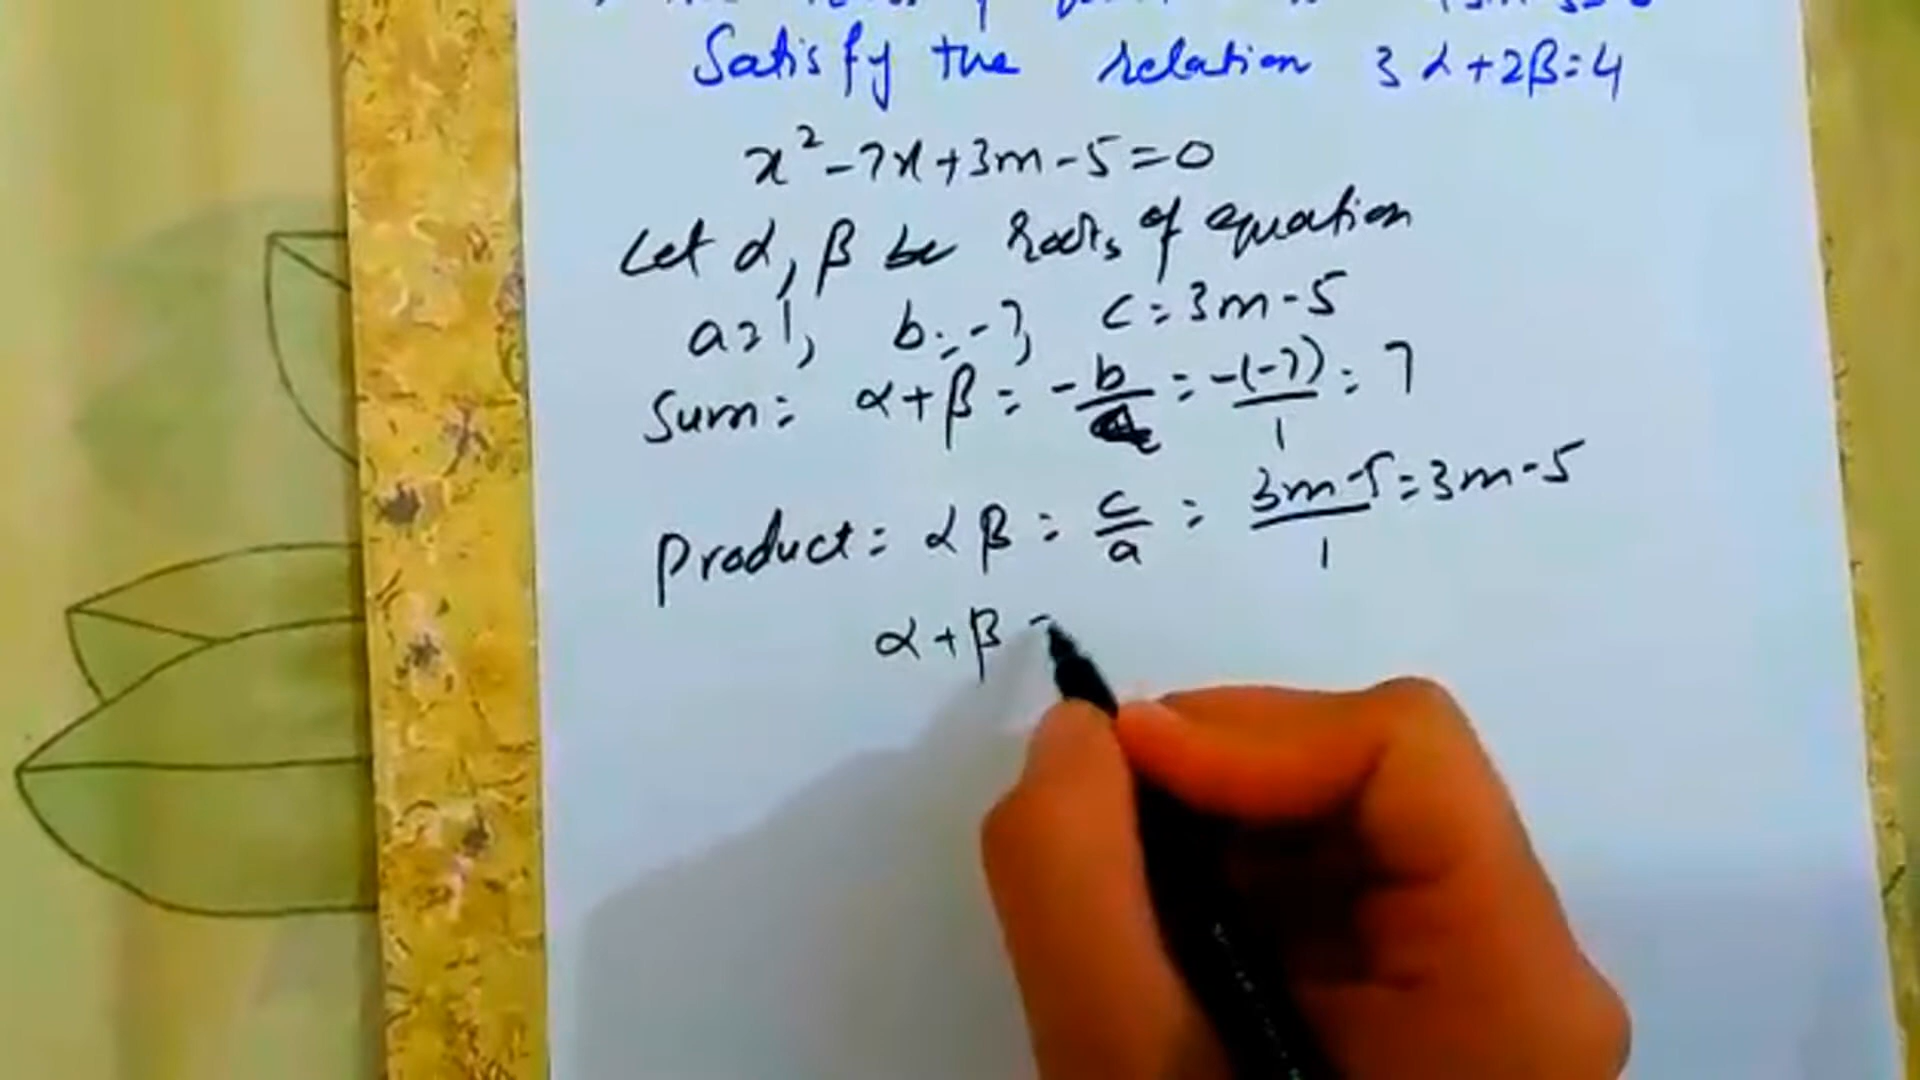 Satisfy the relation 3α+2β=4
x²-7x+3m-5=0
Let α, β be Roots of equation
a=1, b=-7, c=3m-5
Sum= α+β = -b/a = -(-7)/1 = 7
Product= αβ = c/a = 3m-5/1 = 3m-5
α+β =